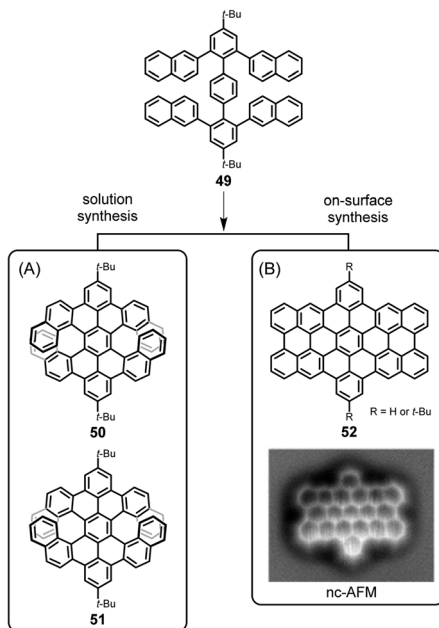 t-Bu
t-Bu
49
solution
synthesis
on-surface
synthesis
(A)
t-Bu
t-Bu
50
t-Bu
t-Bu
51
(B)
R
R
R = H or t-Bu
52
nc-AFM